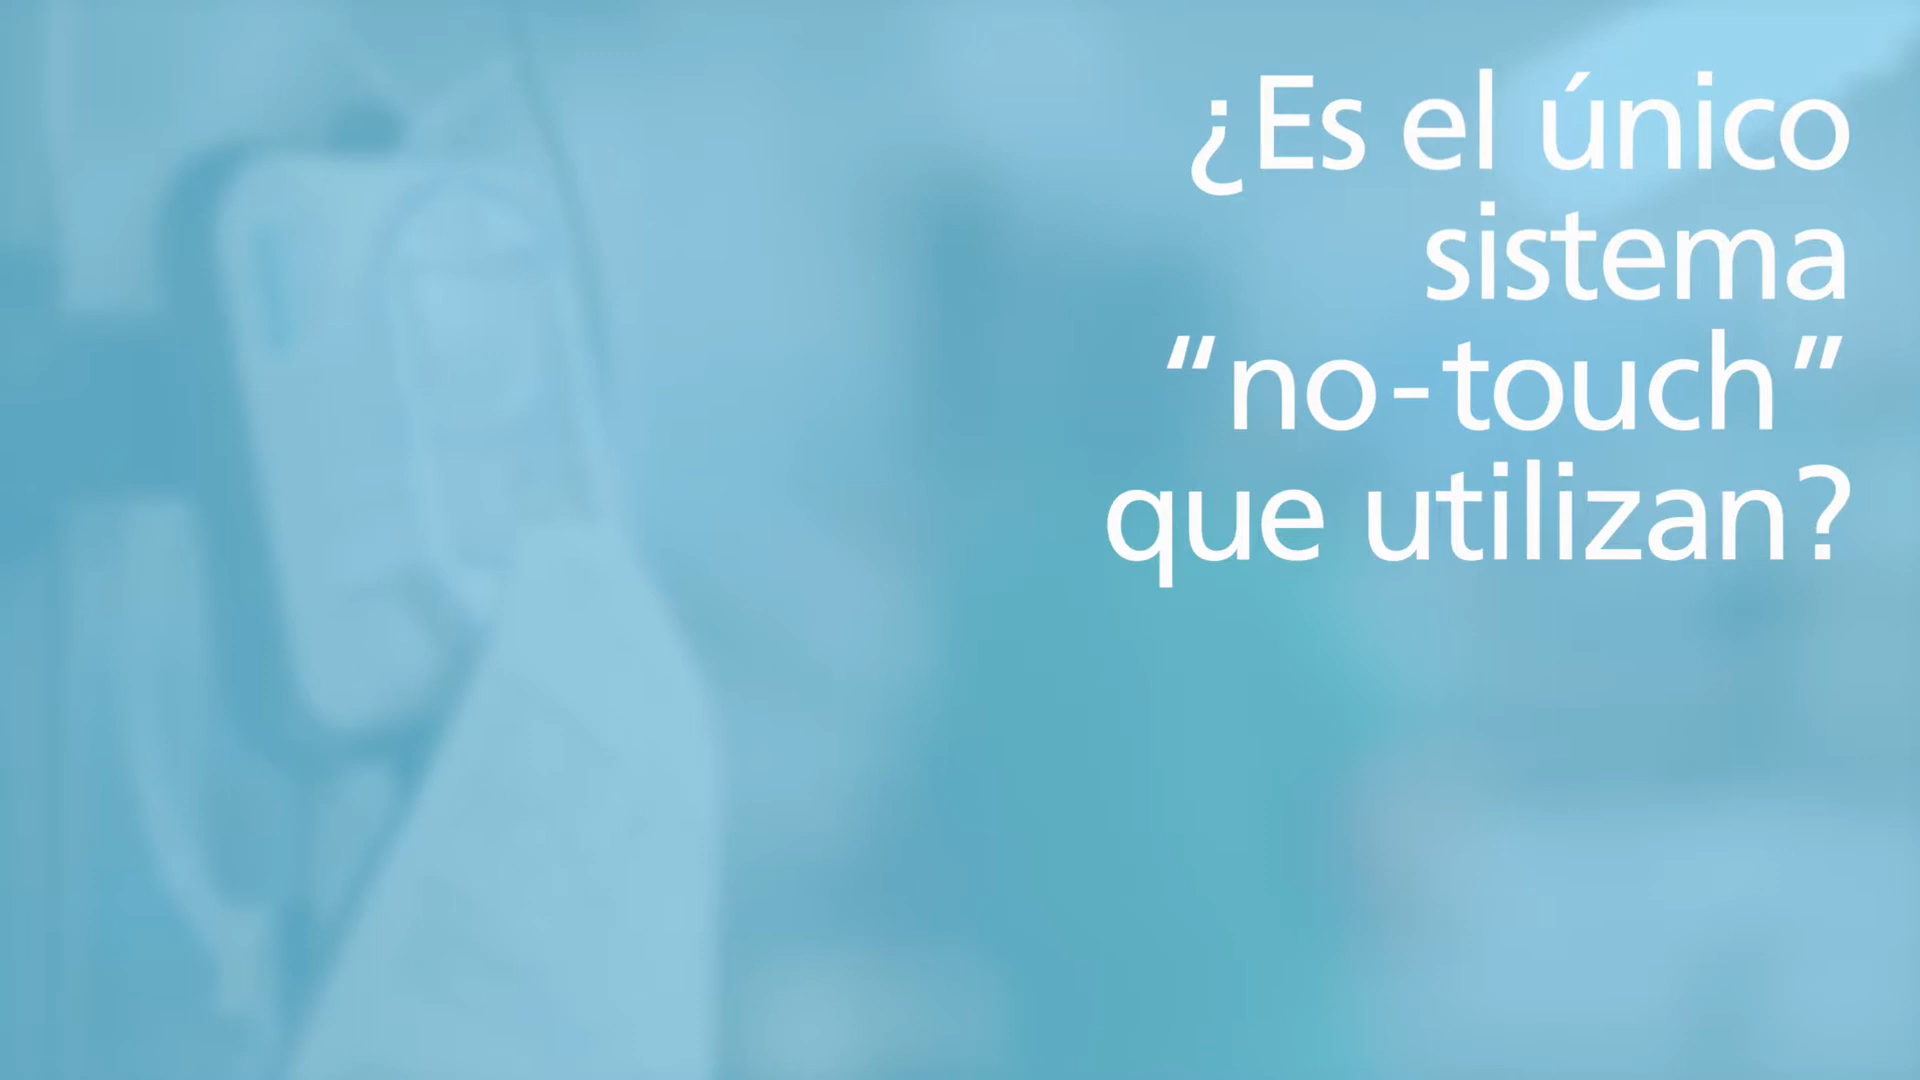 ¿Es el único
sistema
“no-touch”
que utilizan?